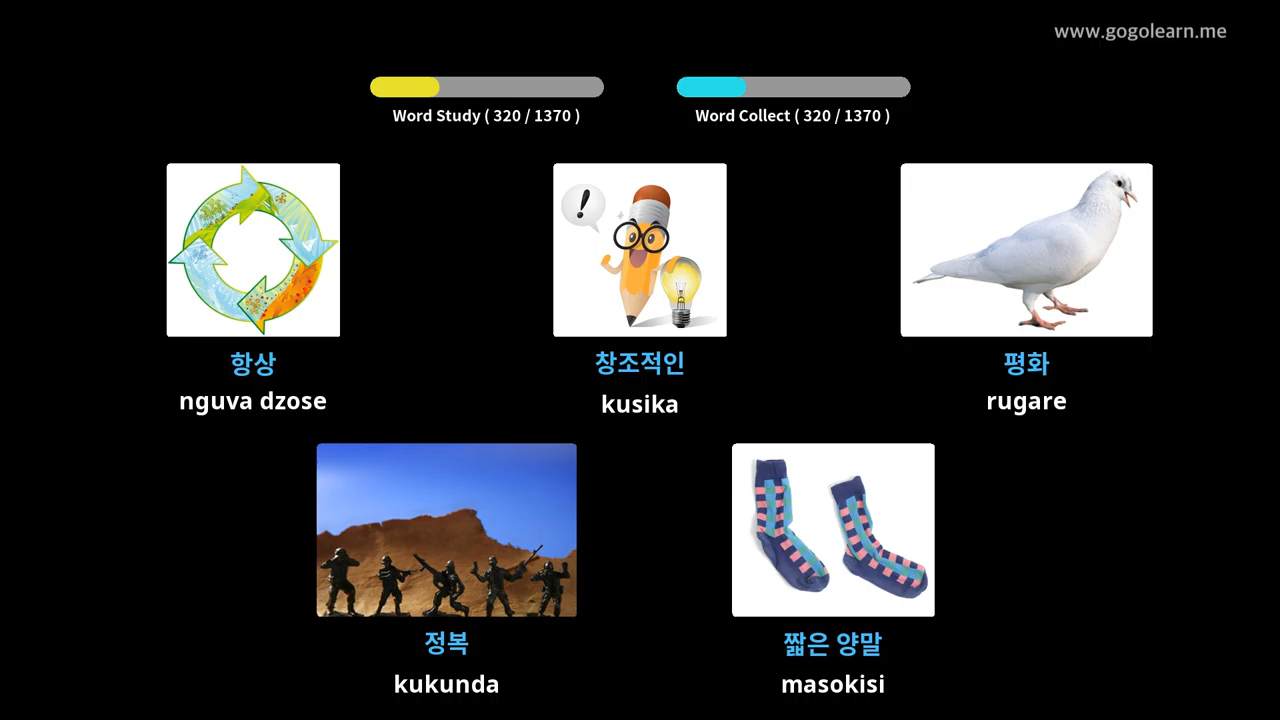 www.gogolearn.me
Word Study ( 320 / 1370 )
Word Collect ( 320 / 1370 )
항상
nguva dzose
창조적인
kusika
평화
rugare
정복
kukunda
짧은 양말
masokisi